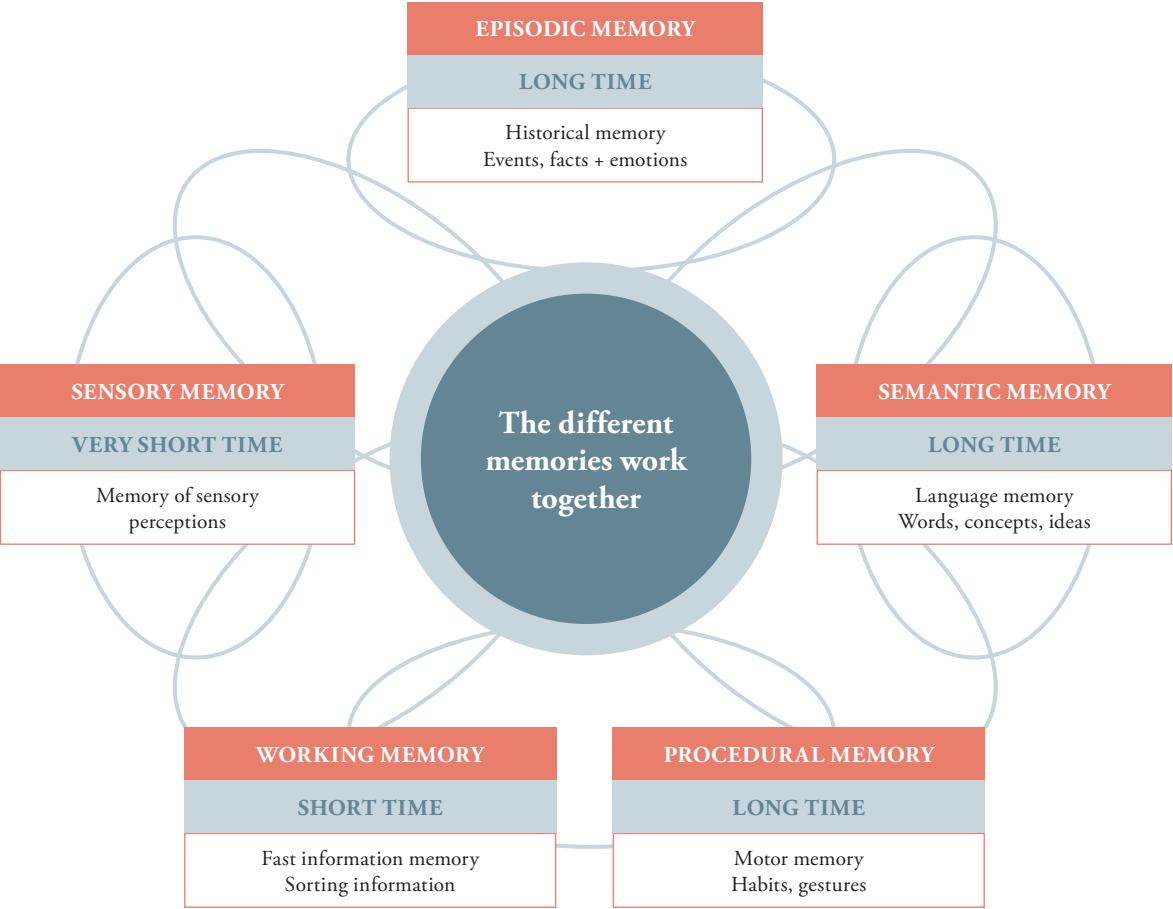 EPISODIC MEMORY
LONG TIME
Historical memory
Events, facts + emotions
SENSORY MEMORY
VERY SHORT TIME
Memory of sensory
perceptions
The different
memories work
together
SEMANTIC MEMORY
LONG TIME
Language memory
Words, concepts, ideas
WORKING MEMORY
SHORT TIME
Fast information memory
Sorting information
PROCEDURAL MEMORY
LONG TIME
Motor memory
Habits, gestures